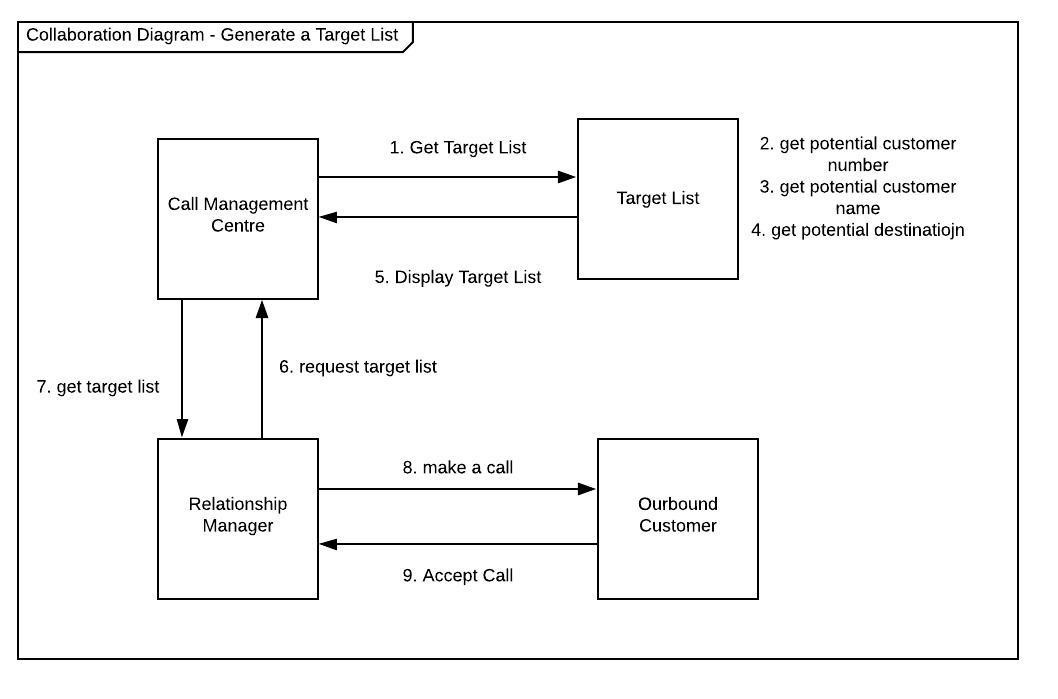 Collaboration Diagram - Generate a Target List
1. Get Target List
Call Management
Centre
Target List
2. get potential customer
number
3. get potential customer
name
4. get potential destinatiojn
5. Display Target List
6. request target list
7. get target list
8. make a call
Relationship
Manager
Ourbound
Customer
9. Accept Call